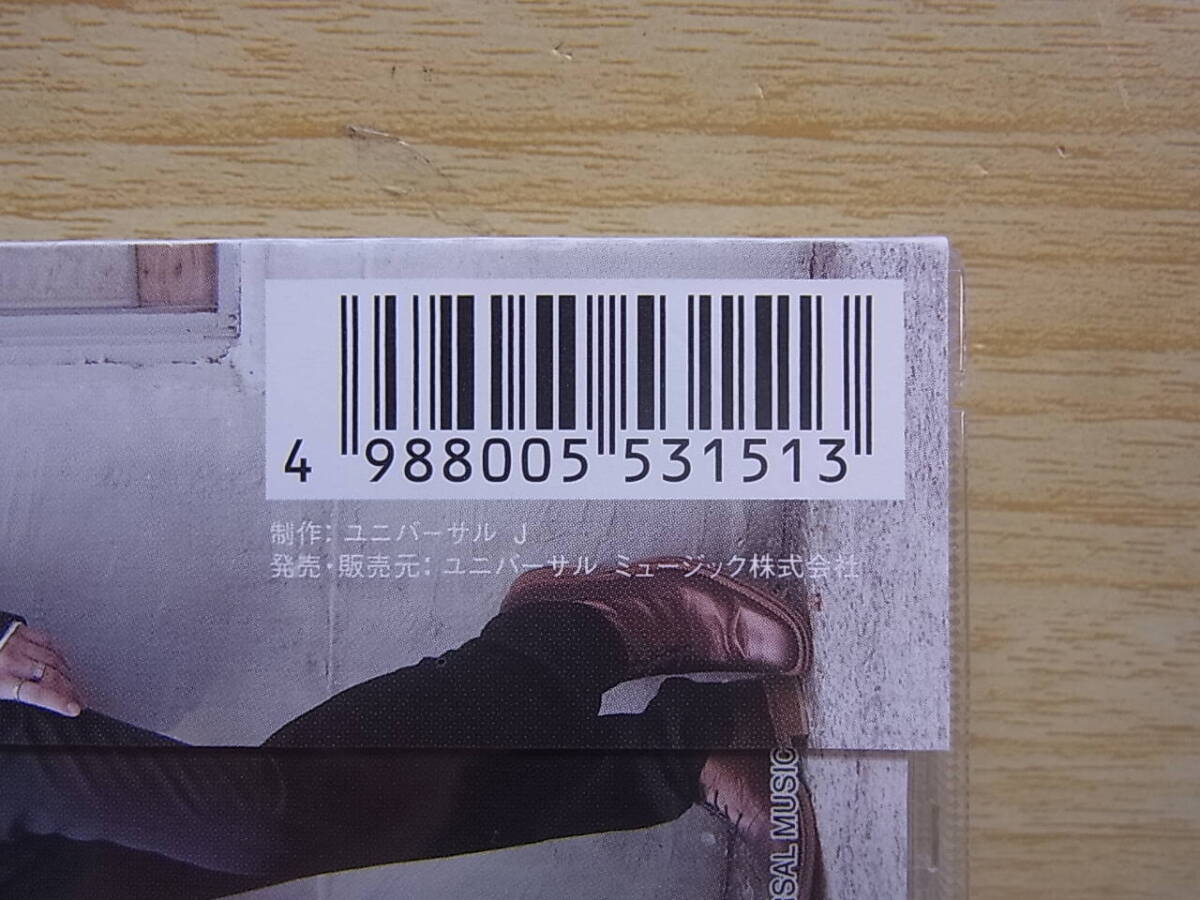 4 988005 531513
制作: ユニバーサル J
発売・販売元: ユニバーサル ミュージック株式会社
MUSIC